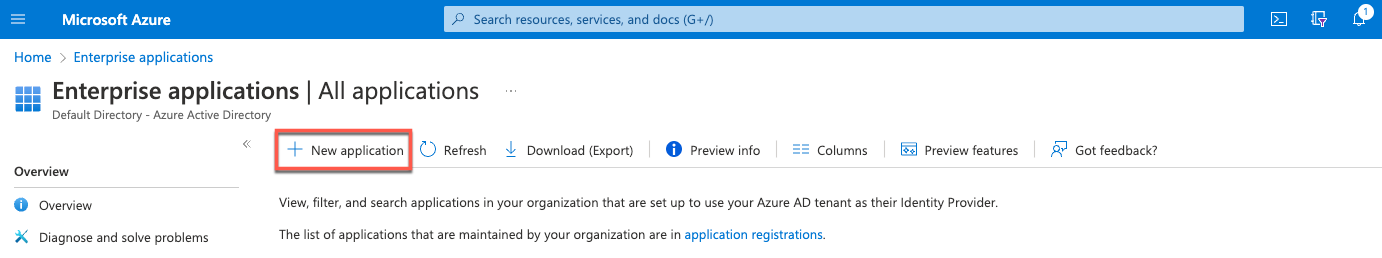 Microsoft Azure
Search resources, services, and docs (G+/)
1
Home > Enterprise applications
Enterprise applications | All applications ...
Default Directory - Azure Active Directory
«
+ New application Refresh Download (Export) Preview info Columns Preview features Got feedback?
Overview
View, filter, and search applications in your organization that are set up to use your Azure AD tenant as their Identity Provider.
Overview
The list of applications that are maintained by your organization are in application registrations.
Diagnose and solve problems